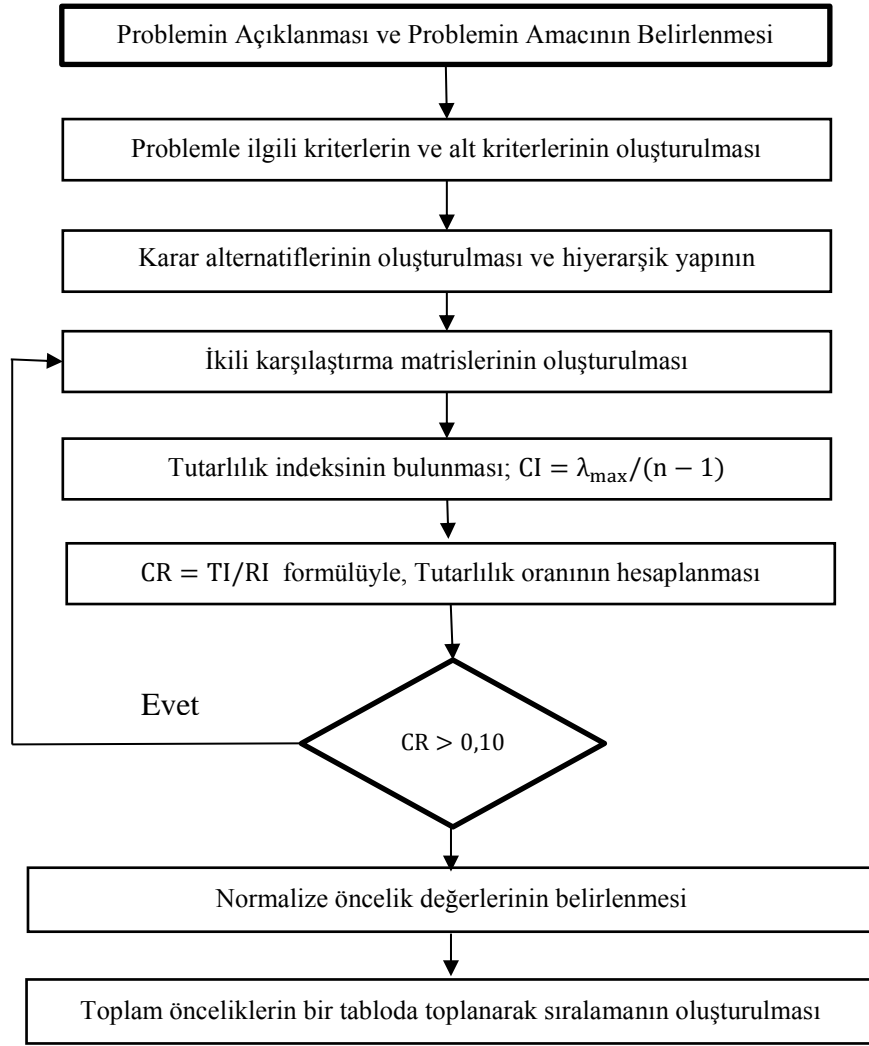 Problemin Açıklanması ve Problemin Amacının Belirlenmesi
Problemle ilgili kriterlerin ve alt kriterlerinin oluşturulması
Karar alternatiflerinin oluşturulması ve hiyerarşik yapının
İkili karşılaştırma matrislerinin oluşturulması
Tutarlılık indeksinin bulunması; CI = λmax/(n − 1)
CR = TI/RI formülüyle, Tutarlılık oranının hesaplanması
Evet
CR > 0,10
Normalize öncelik değerlerinin belirlenmesi
Toplam önceliklerin bir tabloda toplanarak sıralamanın oluşturulması